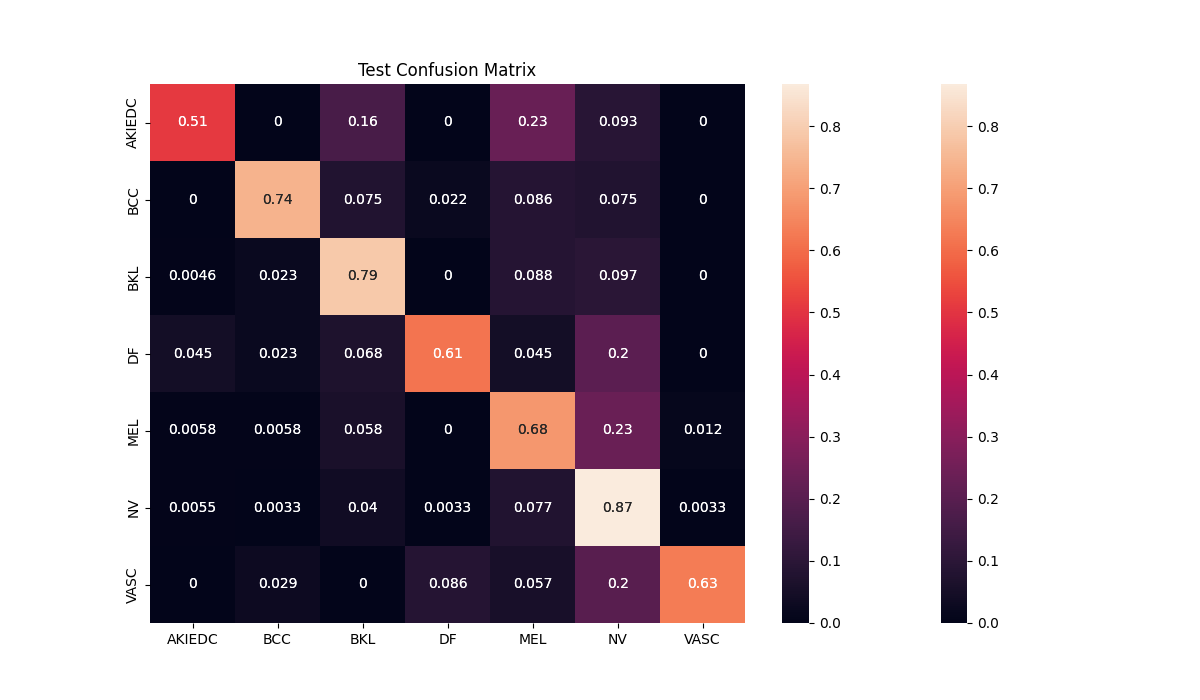 Test Confusion Matrix
AKIEDC 0.51 0 0.16 0 0.23 0.093 0
BCC 0 0.74 0.075 0.022 0.086 0.075 0
BKL 0.0046 0.023 0.79 0 0.088 0.097 0
DF 0.045 0.023 0.068 0.61 0.045 0.2 0
MEL 0.0058 0.0058 0.058 0 0.68 0.23 0.012
NV 0.0055 0.0033 0.04 0.0033 0.077 0.87 0.0033
VASC 0 0.029 0 0.086 0.057 0.2 0.63
AKIEDC BCC BKL DF MEL NV VASC
0.8
0.7
0.6
0.5
0.4
0.3
0.2
0.1
0.0
0.8
0.7
0.6
0.5
0.4
0.3
0.2
0.1
0.0